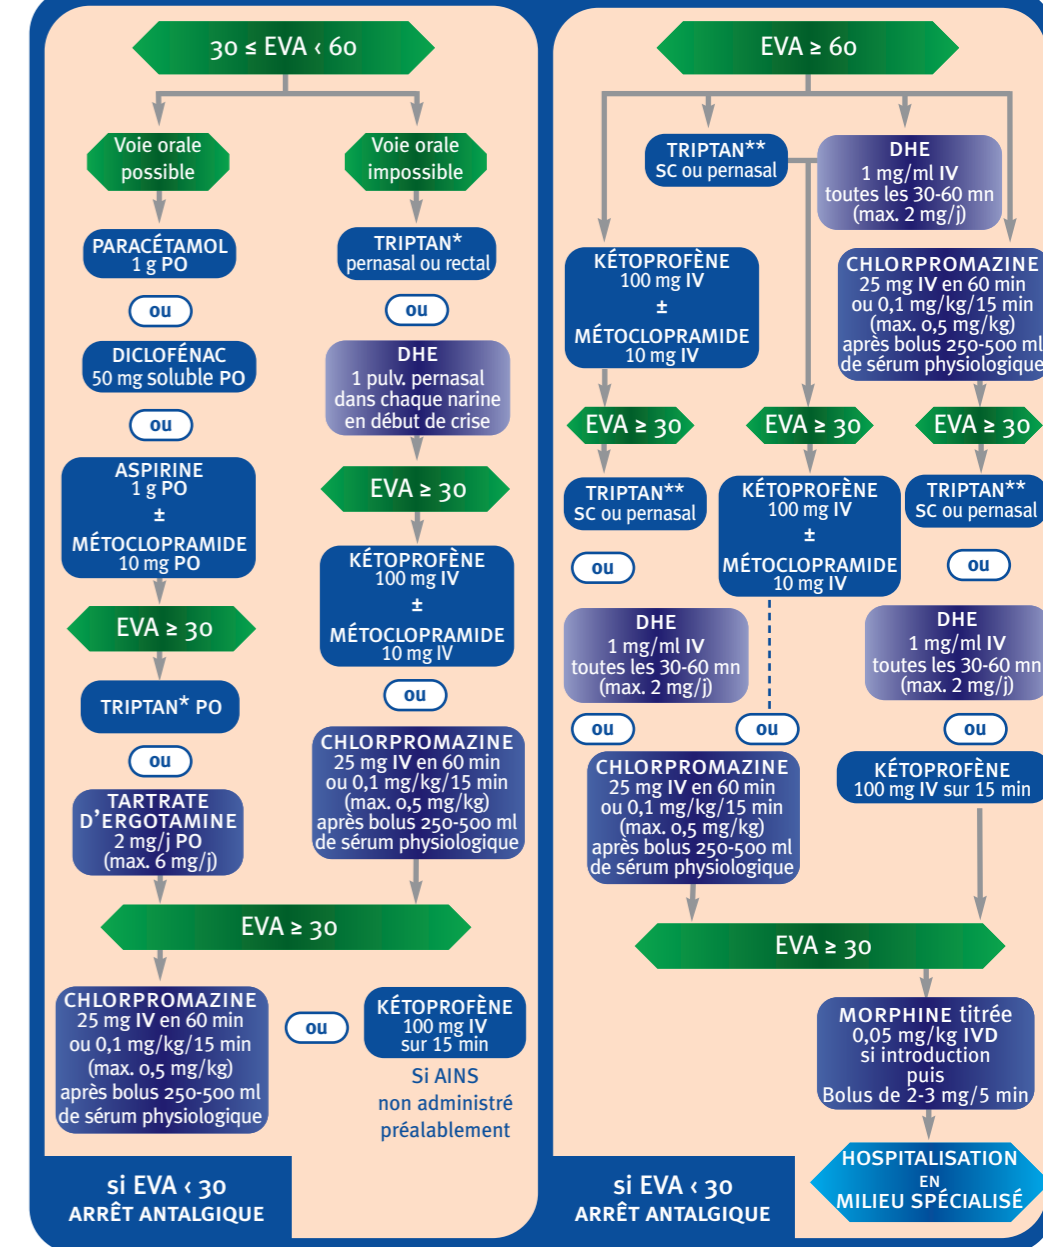 30 ≤ EVA < 60
Voie orale
possible
PARACÉTAMOL
1 g PO
ou
DICLOFÉNAC
50 mg soluble PO
ou
ASPIRINE
1 g PO
±
MÉTOCLOPRAMIDE
10 mg PO
EVA ≥ 30
TRIPTAN* PO
ou
TARTRATE
D'ERGOTAMINE
2 mg/j PO
(max. 6 mg/j)
Voie orale
impossible
TRIPTAN*
pernasal ou rectal
ou
DHE
1 pulv. pernasal
dans chaque narine
en début de crise
EVA ≥ 30
KÉTOPROFÈNE
100 mg IV
±
MÉTOCLOPRAMIDE
10 mg IV
ou
CHLORPROMAZINE
25 mg IV en 60 min
ou 0,1 mg/kg/15 min
(max. 0,5 mg/kg)
après bolus 250-500 ml
de sérum physiologique
EVA ≥ 30
CHLORPROMAZINE
25 mg IV en 60 min
ou 0,1 mg/kg/15 min
(max. 0,5 mg/kg)
après bolus 250-500 ml
de sérum physiologique
ou
KÉTOPROFÈNE
100 mg IV
sur 15 min
Si AINS
non administré
préalablement
si EVA < 30
ARRÊT ANTALGIQUE
EVA ≥ 60
TRIPTAN**
SC ou pernasal
DHE
1 mg/ml IV
toutes les 30-60 mn
(max. 2 mg/j)
KÉTOPROFÈNE
100 mg IV
±
MÉTOCLOPRAMIDE
10 mg IV
CHLORPROMAZINE
25 mg IV en 60 min
ou 0,1 mg/kg/15 min
(max. 0,5 mg/kg)
après bolus 250-500 ml
de sérum physiologique
EVA ≥ 30
TRIPTAN**
SC ou pernasal
ou
DHE
1 mg/ml IV
toutes les 30-60 mn
(max. 2 mg/j)
ou
CHLORPROMAZINE
25 mg IV en 60 min
ou 0,1 mg/kg/15 min
(max. 0,5 mg/kg)
après bolus 250-500 ml
de sérum physiologique
EVA ≥ 30
KÉTOPROFÈNE
100 mg IV
±
MÉTOCLOPRAMIDE
10 mg IV
ou
EVA ≥ 30
TRIPTAN**
SC ou pernasal
ou
DHE
1 mg/ml IV
toutes les 30-60 mn
(max. 2 mg/j)
ou
KÉTOPROFÈNE
100 mg IV sur 15 min
EVA ≥ 30
MORPHINE titrée
0,05 mg/kg IVD
si introduction
puis
Bolus de 2-3 mg/5 min
HOSPITALISATION
EN
MILIEU SPÉCIALISÉ
si EVA < 30
ARRÊT ANTALGIQUE